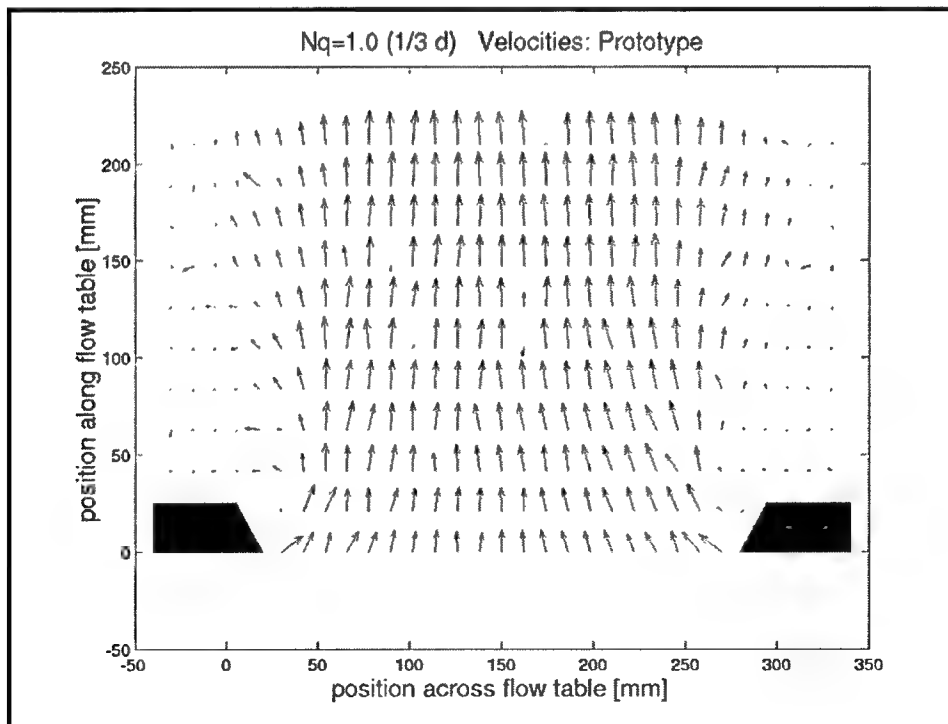 Nq=1.0 (1/3 d) Velocities: Prototype
250
200
150
100
50
0
-50
position along flow table [mm]
-50 0 50 100 150 200 250 300 350
position across flow table [mm]